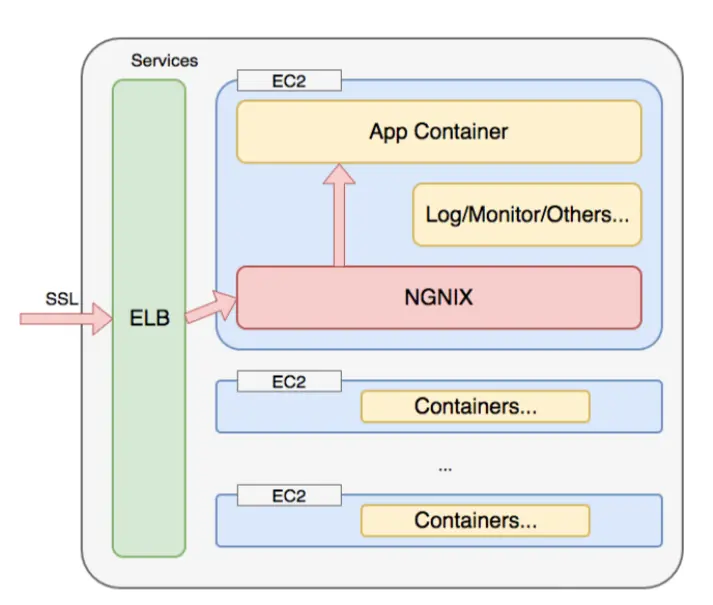 Services
EC2
App Container
Log/Monitor/Others...
SSL
ELB
NGNIX
EC2
Containers...
...
EC2
Containers...